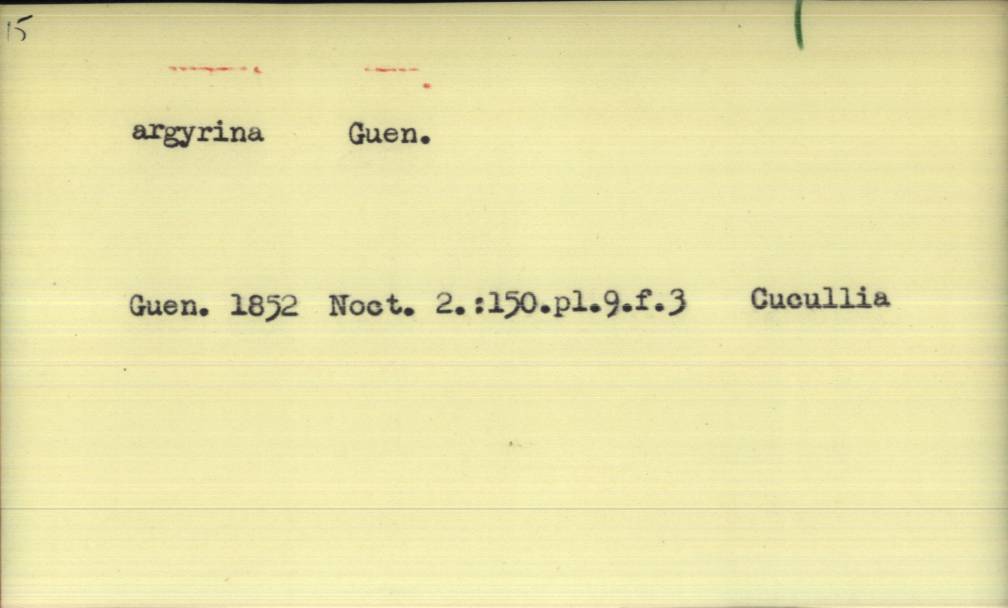 15
argyrina Guen.
Guen. 1852 Noct. 2.:150.pl.9.f.3 Cucullia